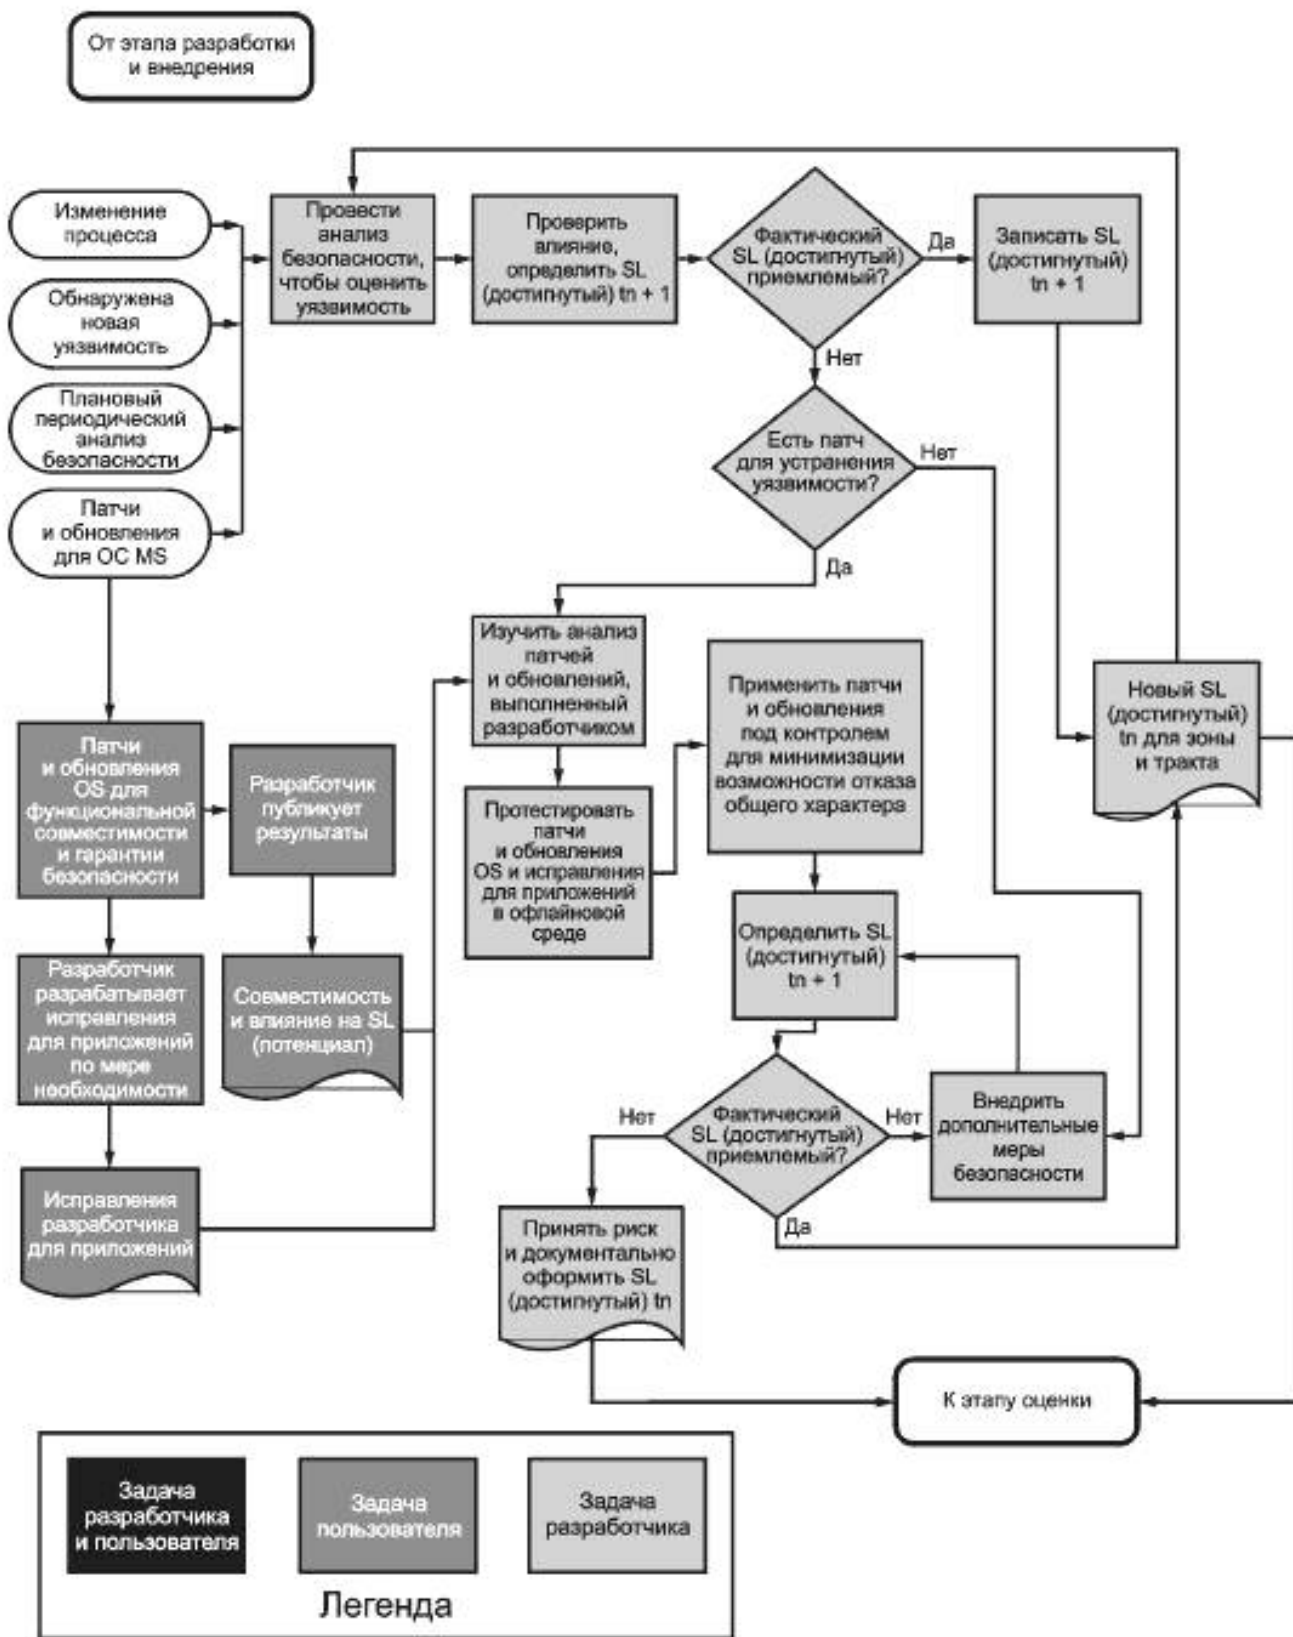 От этапа разработки
и внедрения
Изменение
процесса
Обнаружена
новая
уязвимость
Плановый
периодический
анализ
безопасности
Патчи
и обновления
для ОС MS
Провести
анализ
безопасности,
чтобы оценить
уязвимость
Проверить
влияние,
определить SL
(достигнутый) tn + 1
Фактический
SL (достигнутый)
приемлемый?
Да
Записать SL
(достигнутый)
tn + 1
Нет
Есть патч
для устранения
уязвимости?
Нет
Да
Изучить анализ
патчей
и обновлений,
выполненный
разработчиком
Применить патчи
и обновления
под контролем
для минимизации
возможности отказа
общего характера
Новый SL
(достигнутый)
tn для зоны
и тракта
Патчи
и обновления
OS для
функциональной
совместимости
и гарантии
безопасности
Разработчик
публикует
результаты
Протестировать
патчи
и обновления
OS и исправления
для приложений
в офлайновой
среде
Определить SL
(достигнутый)
tn + 1
Разработчик
разрабатывает
исправления
для приложений
по мере
необходимости
Совместимость
и влияние на SL
(потенциал)
Нет
Фактический
SL (достигнутый)
приемлемый?
Нет
Внедрить
дополнительные
меры
безопасности
Да
Исправления
разработчика
для приложений
Принять риск
и документально
оформить SL
(достигнутый) tn
К этапу оценки
Задача
разработчика
и пользователя
Задача
пользователя
Задача
разработчика
Легенда